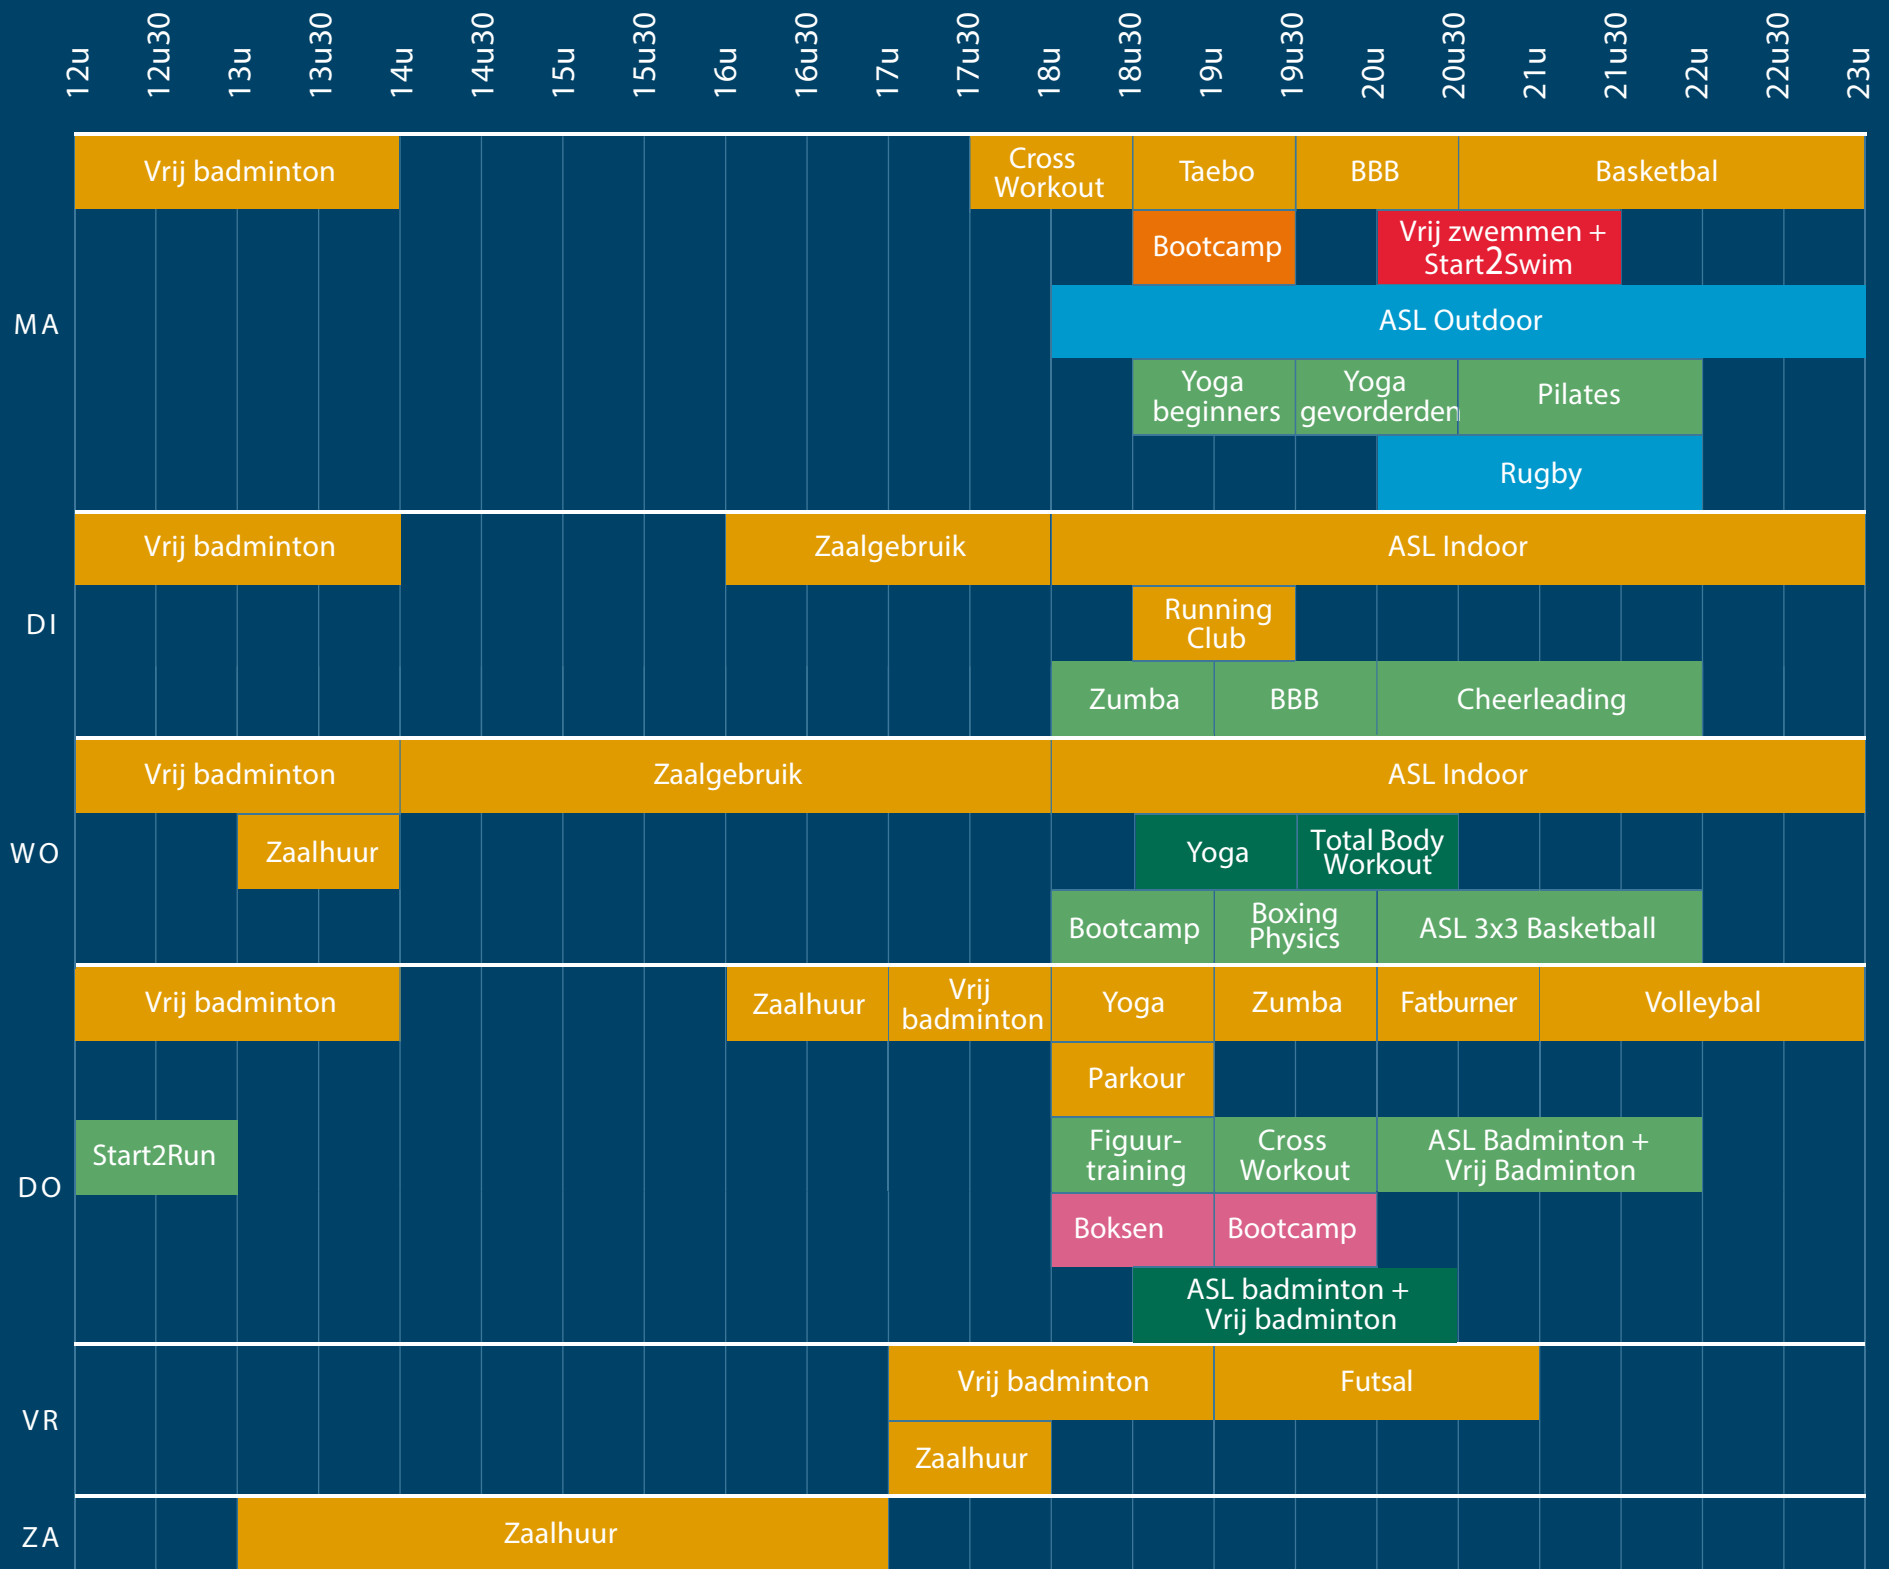 12u 12u30 13u 13u30 14u 14u30 15u 15u30 16u 16u30 17u 17u30 18u 18u30 19u 19u30 20u 20u30 21u 21u30 22u 22u30 23u
MA
Vrij badminton
Cross
Workout
Taebo
BBB
Basketbal
Bootcamp
Vrij zwemmen +
Start2Swim
ASL Outdoor
Yoga
beginners
Yoga
gevorderden
Pilates
Rugby
DI
Vrij badminton
Zaalgebruik
ASL Indoor
Running
Club
Zumba
BBB
Cheerleading
WO
Vrij badminton
Zaalgebruik
ASL Indoor
Zaalhuur
Yoga
Total Body
Workout
Bootcamp
Boxing
Physics
ASL 3x3 Basketball
DO
Vrij badminton
Zaalhuur
Vrij
badminton
Yoga
Zumba
Fatburner
Volleybal
Parkour
Start2Run
Figuur-
training
Cross
Workout
ASL Badminton +
Vrij Badminton
Boksen
Bootcamp
ASL badminton +
Vrij badminton
VR
Vrij badminton
Futsal
Zaalhuur
ZA
Zaalhuur